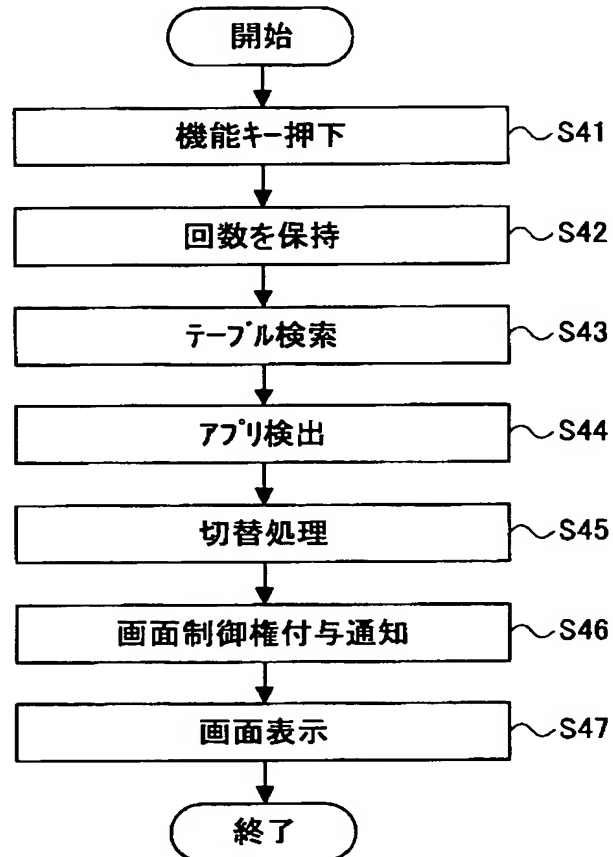 開始
機能キー押下 S41
回数を保持 S42
テーブル検索 S43
アプリ検出 S44
切替処理 S45
画面制御権付与通知 S46
画面表示 S47
終了